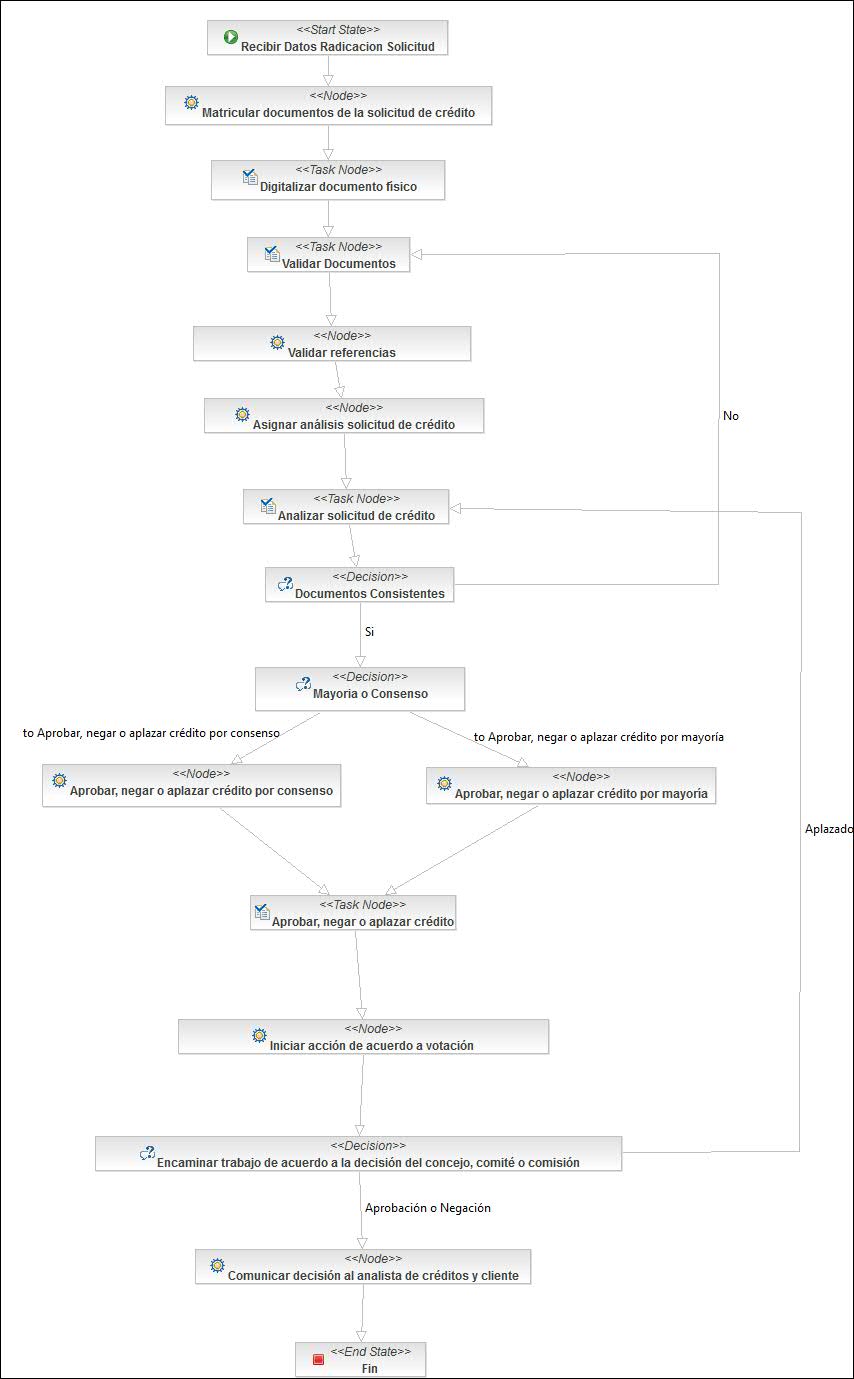 <<Start State>>
Recibir Datos Radicacion Solicitud
<<Node>>
Matricular documentos de la solicitud de crédito
<<Task Node>>
Digitalizar documento físico
<<Task Node>>
Validar Documentos
<<Node>>
Validar referencias
<<Node>>
Asignar análisis solicitud de crédito
No
<<Task Node>>
Analizar solicitud de crédito
<<Decision>>
Documentos Consistentes
Si
<<Decision>>
Mayoria o Consenso
to Aprobar, negar o aplazar crédito por consenso
to Aprobar, negar o aplazar crédito por mayoría
<<Node>>
Aprobar, negar o aplazar crédito por consenso
<<Node>>
Aprobar, negar o aplazar crédito por mayoría
Aplazado
<<Task Node>>
Aprobar, negar o aplazar crédito
<<Node>>
Iniciar acción de acuerdo a votación
<<Decision>>
Encaminar trabajo de acuerdo a la decisión del concejo, comité o comisión
Aprobación o Negación
<<Node>>
Comunicar decisión al analista de créditos y cliente
<<End State>>
Fin